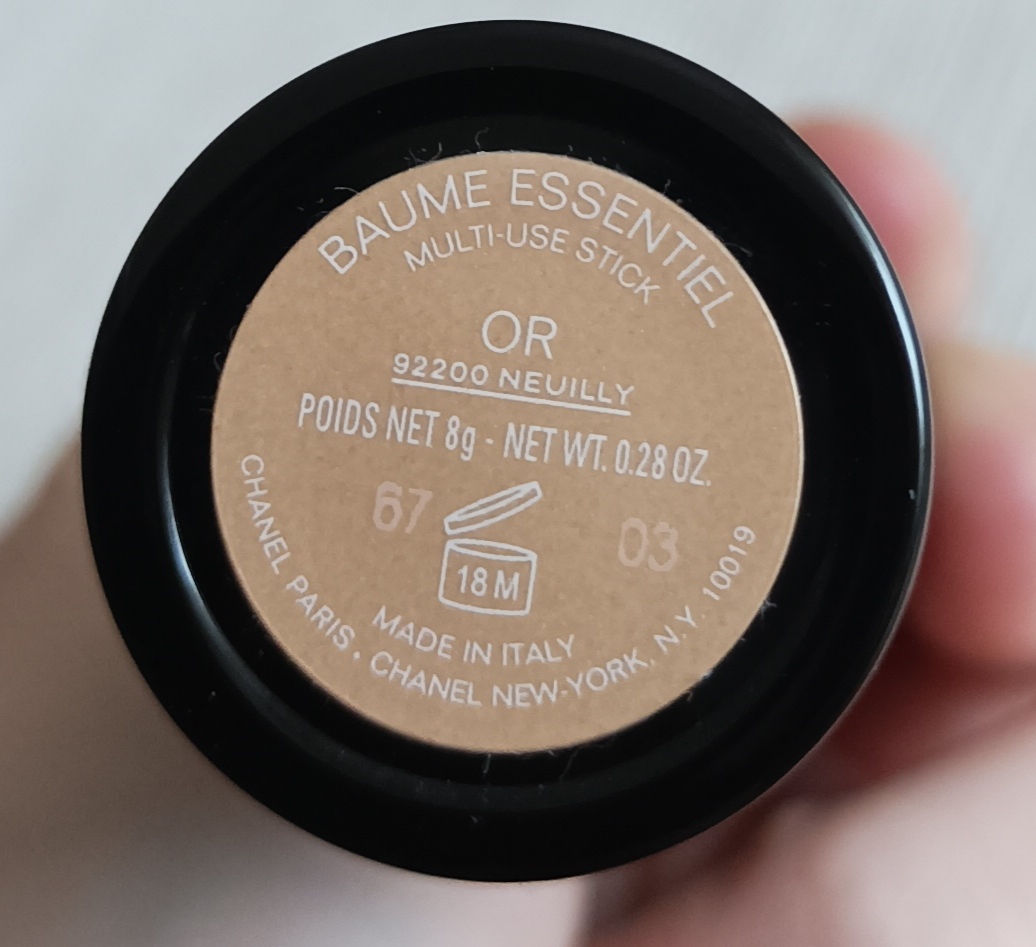 BAUME ESSENTIEL
MULTI-USE STICK
OR
92200 NEUILLY
POIDS NET 8g - NET WT. 0.28 OZ.
67 03
18 M
MADE IN ITALY
CHANEL PARIS. CHANEL NEW-YORK. N.Y. 10019